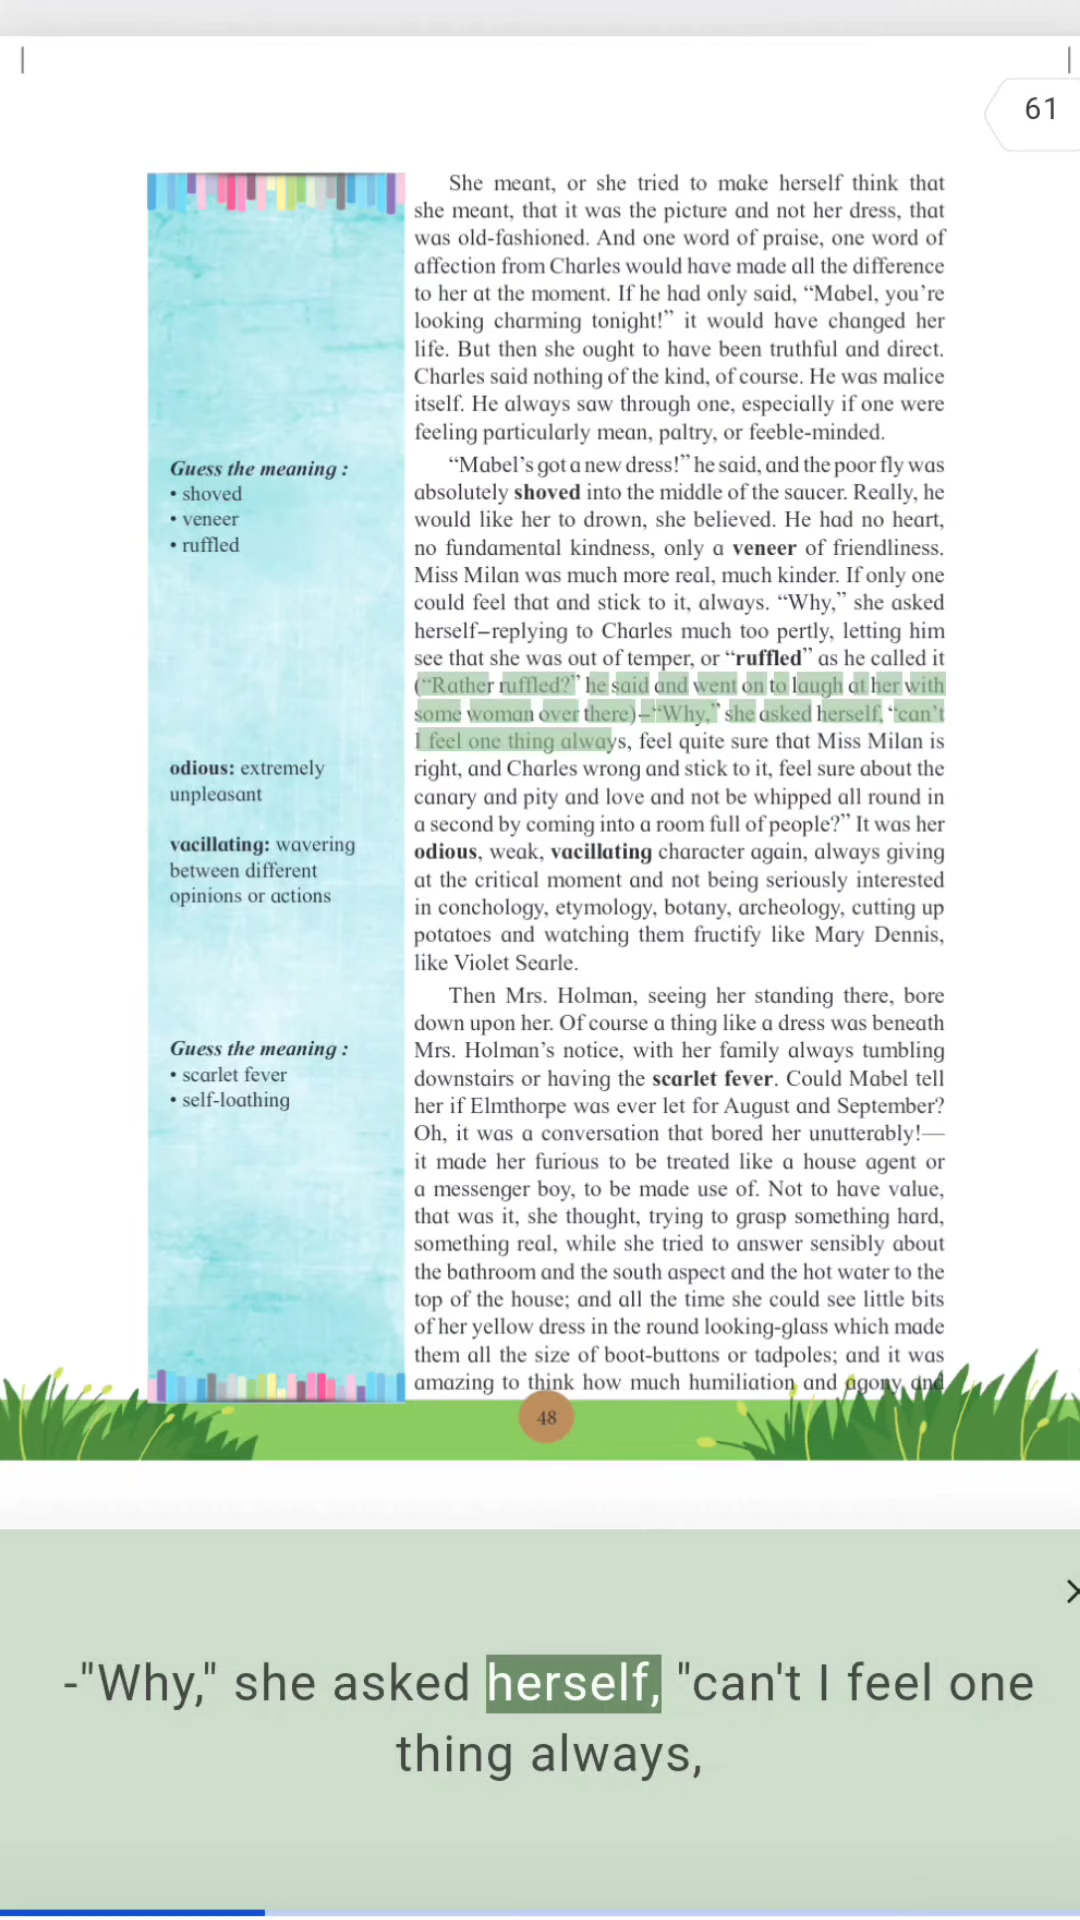 61
She meant, or she tried to make herself think that
she meant, that it was the picture and not her dress, that
was old-fashioned. And one word of praise, one word of
affection from Charles would have made all the difference
to her at the moment. If he had only said, “Mabel, you’re
looking charming tonight!” it would have changed her
life. But then she ought to have been truthful and direct.
Charles said nothing of the kind, of course. He was malice
itself. He always saw through one, especially if one were
feeling particularly mean, paltry, or feeble-minded.
Guess the meaning :
• shoved
• veneer
• ruffled
“Mabel’s got a new dress!” he said, and the poor fly was
absolutely shoved into the middle of the saucer. Really, he
would like her to drown, she believed. He had no heart,
no fundamental kindness, only a veneer of friendliness.
Miss Milan was much more real, much kinder. If only one
could feel that and stick to it, always. “Why,” she asked
herself–replying to Charles much too pertly, letting him
see that she was out of temper, or “ruffled” as he called it
(“Rather ruffled?” he said and went on to laugh at her with
some woman over there)–“Why,” she asked herself, “can’t
I feel one thing always, feel quite sure that Miss Milan is
right, and Charles wrong and stick to it, feel sure about the
canary and pity and love and not be whipped all round in
a second by coming into a room full of people?” It was her
odious, weak, vacillating character again, always giving
at the critical moment and not being seriously interested
in conchology, etymology, botany, archeology, cutting up
potatoes and watching them fructify like Mary Dennis,
like Violet Searle.
odious: extremely
unpleasant
vacillating: wavering
between different
opinions or actions
Then Mrs. Holman, seeing her standing there, bore
down upon her. Of course a thing like a dress was beneath
Mrs. Holman’s notice, with her family always tumbling
downstairs or having the scarlet fever. Could Mabel tell
her if Elmthorpe was ever let for August and September?
Oh, it was a conversation that bored her unutterably!—
it made her furious to be treated like a house agent or
a messenger boy, to be made use of. Not to have value,
that was it, she thought, trying to grasp something hard,
something real, while she tried to answer sensibly about
the bathroom and the south aspect and the hot water to the
top of the house; and all the time she could see little bits
of her yellow dress in the round looking-glass which made
them all the size of boot-buttons or tadpoles; and it was
amazing to think how much humiliation and agony and
Guess the meaning :
• scarlet fever
• self-loathing
48
-"Why," she asked herself, "can't I feel one
thing always,